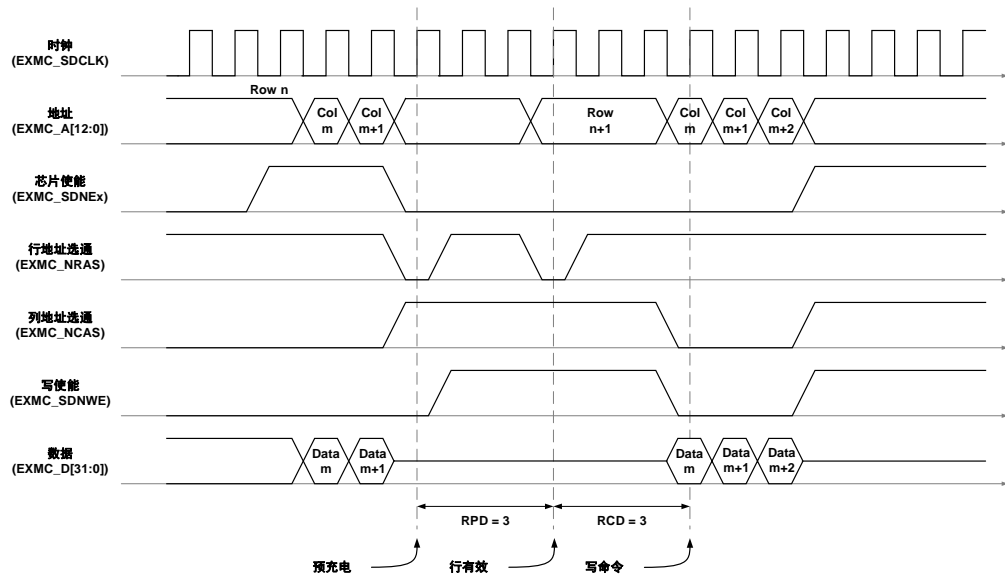 时钟
(EXMC_SDCLK)
Row n
地址
(EXMC_A[12:0])
Col
m
Col
m+1
Row
n+1
Col
m
Col
m+1
Col
m+2
芯片使能
(EXMC_SDNEx)
行地址选通
(EXMC_NRAS)
列地址选通
(EXMC_NCAS)
写使能
(EXMC_SDNWE)
数据
(EXMC_D[31:0])
Data
m
Data
m+1
Data
m
Data
m+1
Data
m+2
RPD = 3
RCD = 3
预充电
行有效
写命令